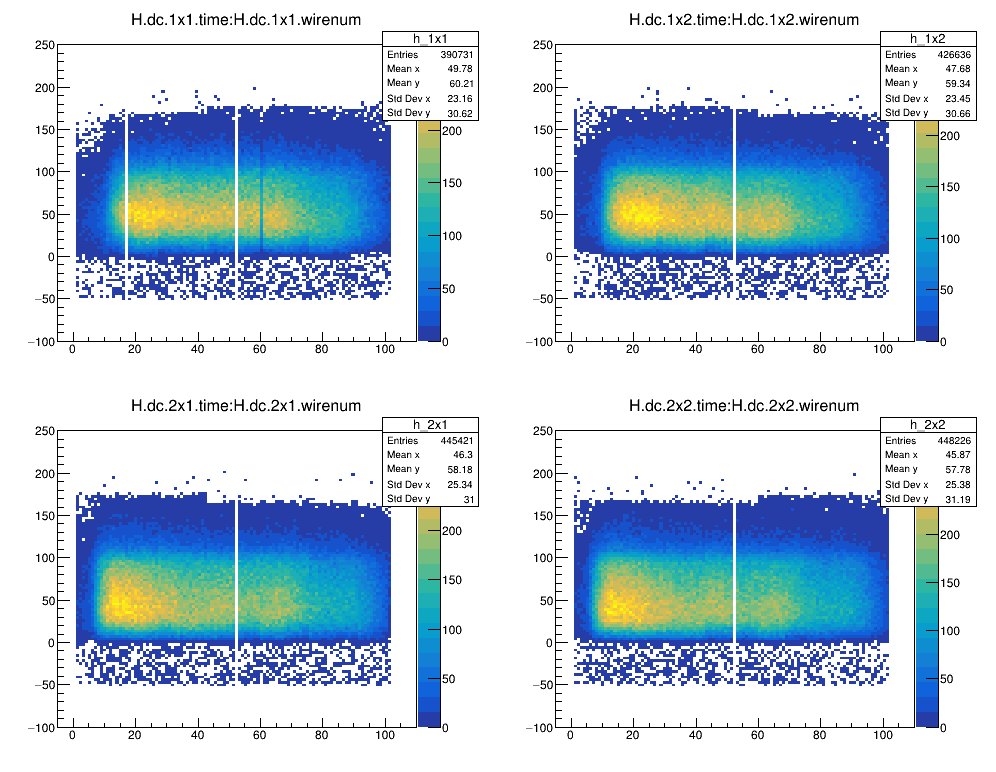 H.dc.1x1.time:H.dc.1x1.wirenum
h_1x1
Entries 390731
Mean x 49.78
Mean y 60.21
Std Dev x 23.16
Std Dev y 30.62
250
200
150
100
50
0
−50
−100
0 20 40 60 80 100
200
150
100
50
0
H.dc.1x2.time:H.dc.1x2.wirenum
h_1x2
Entries 426636
Mean x 47.68
Mean y 59.34
Std Dev x 23.45
Std Dev y 30.66
250
200
150
100
50
0
−50
−100
0 20 40 60 80 100
200
150
100
50
0
H.dc.2x1.time:H.dc.2x1.wirenum
h_2x1
Entries 445421
Mean x 46.3
Mean y 58.18
Std Dev x 25.34
Std Dev y 31
250
200
150
100
50
0
−50
−100
0 20 40 60 80 100
200
150
100
50
0
H.dc.2x2.time:H.dc.2x2.wirenum
h_2x2
Entries 448226
Mean x 45.87
Mean y 57.78
Std Dev x 25.38
Std Dev y 31.19
250
200
150
100
50
0
−50
−100
0 20 40 60 80 100
200
150
100
50
0